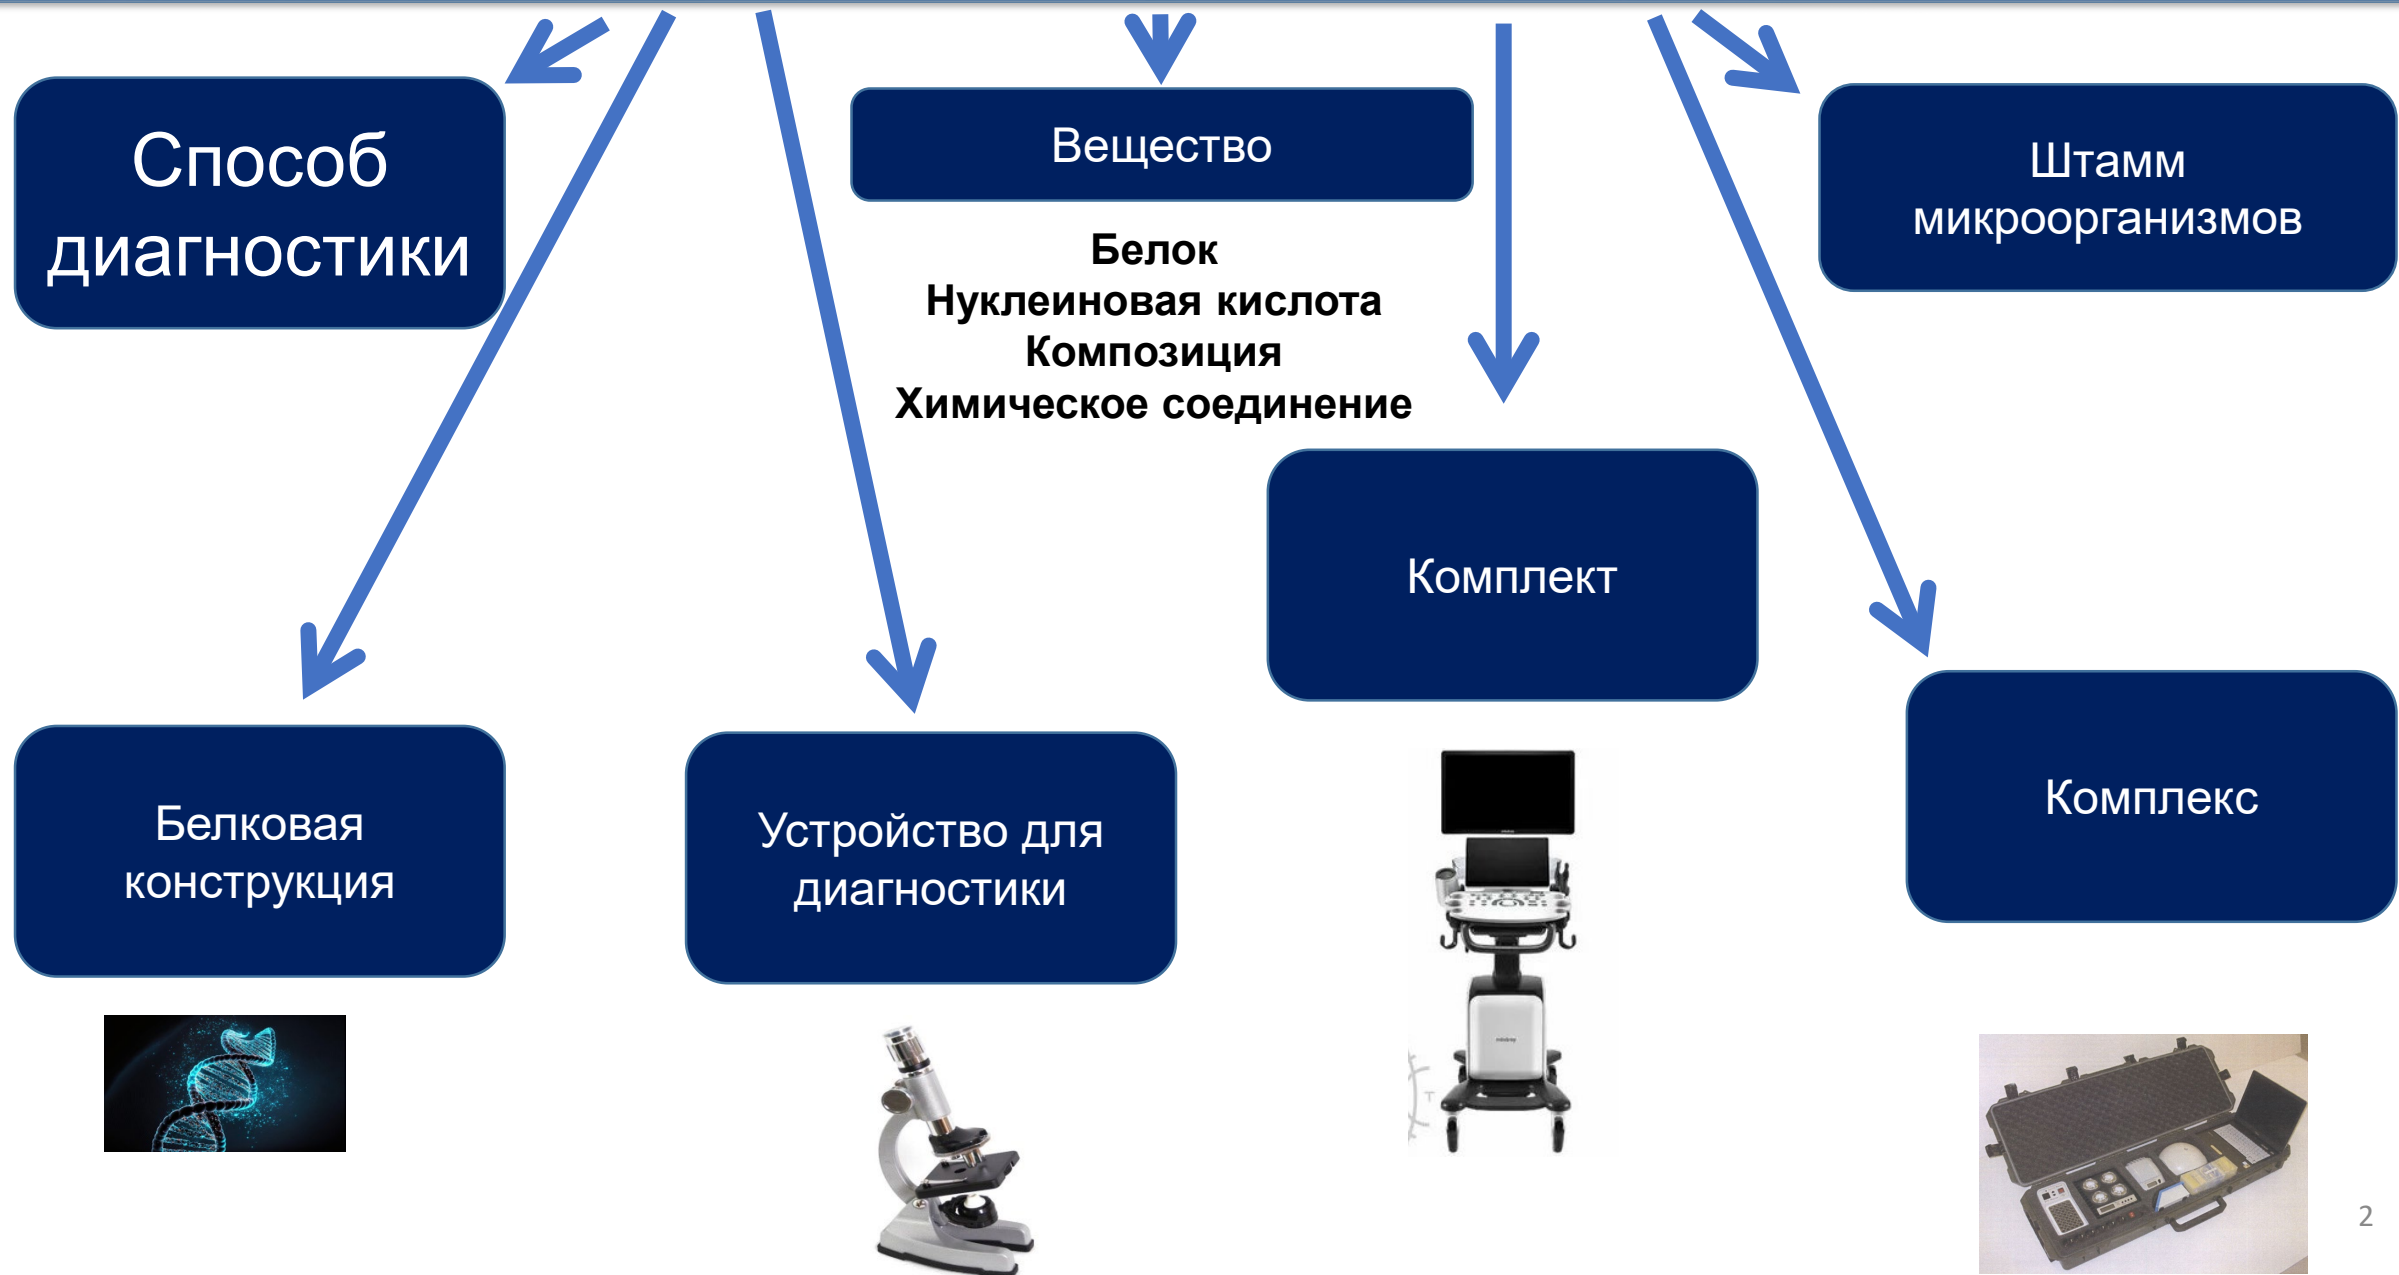 Способ
диагностики
Вещество
Штамм
микроорганизмов
Белок
Нуклеиновая кислота
Композиция
Химическое соединение
Комплект
Белковая
конструкция
Устройство для
диагностики
Комплекс
mindray
T
2